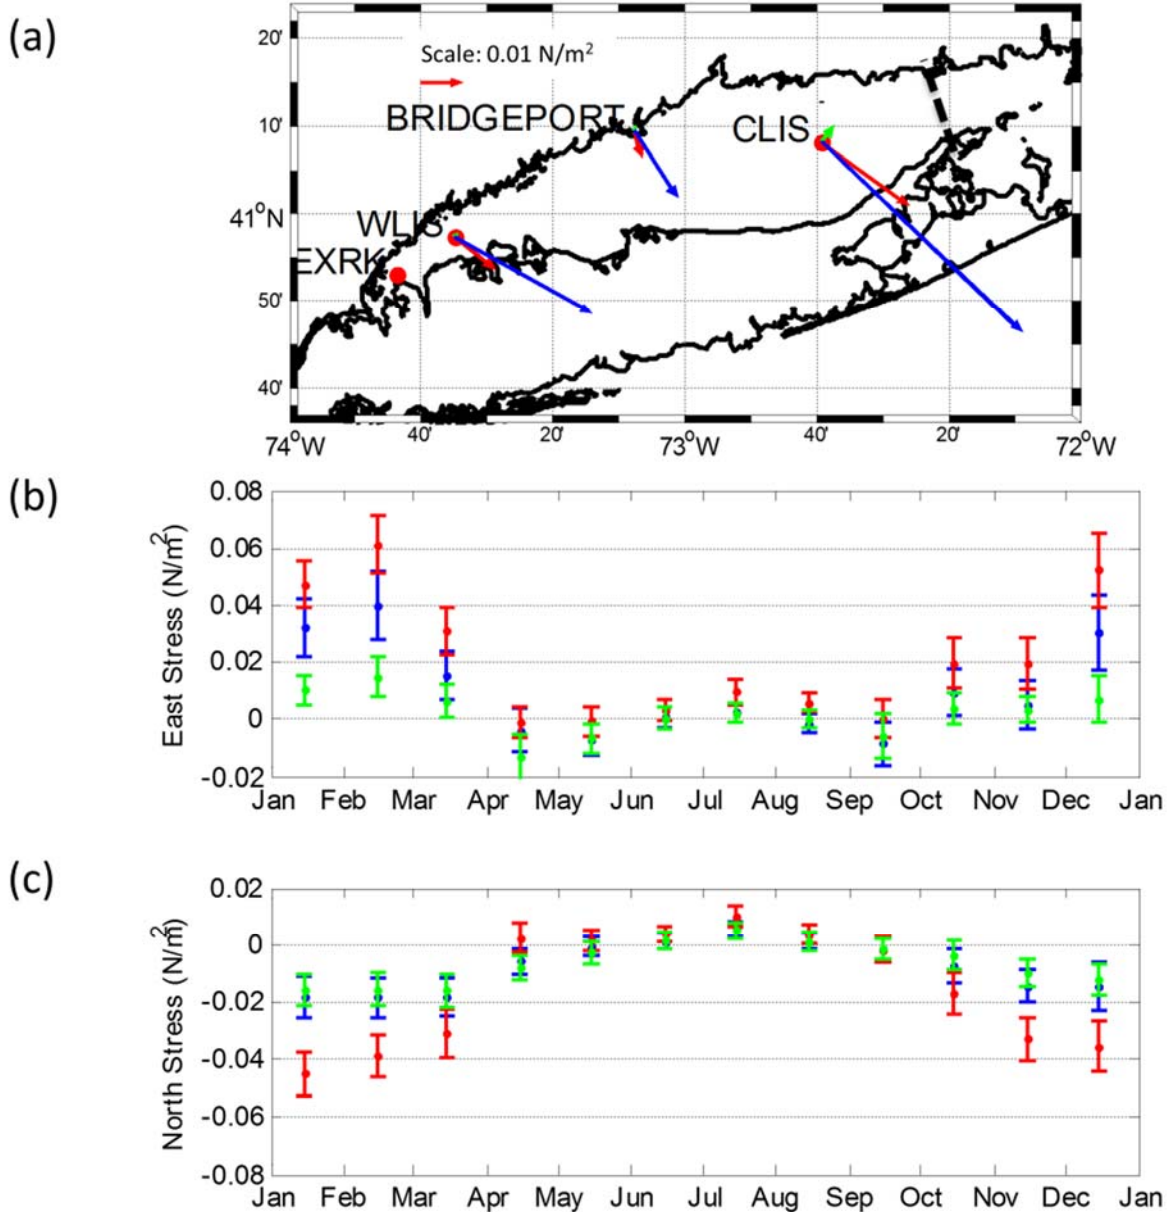 (a)
20'
Scale: 0.01 N/m²
BRIDGEPORT
10'
CLIS
41°N
WLIS
EXRK
50'
40'
74°W 40' 20' 73°W 40' 20' 72°W
(b)
East Stress (N/m²)
0.08
0.06
0.04
0.02
0
-0.02
Jan Feb Mar Apr May Jun Jul Aug Sep Oct Nov Dec Jan
(c)
North Stress (N/m²)
0.02
0
-0.02
-0.04
-0.06
-0.08
Jan Feb Mar Apr May Jun Jul Aug Sep Oct Nov Dec Jan